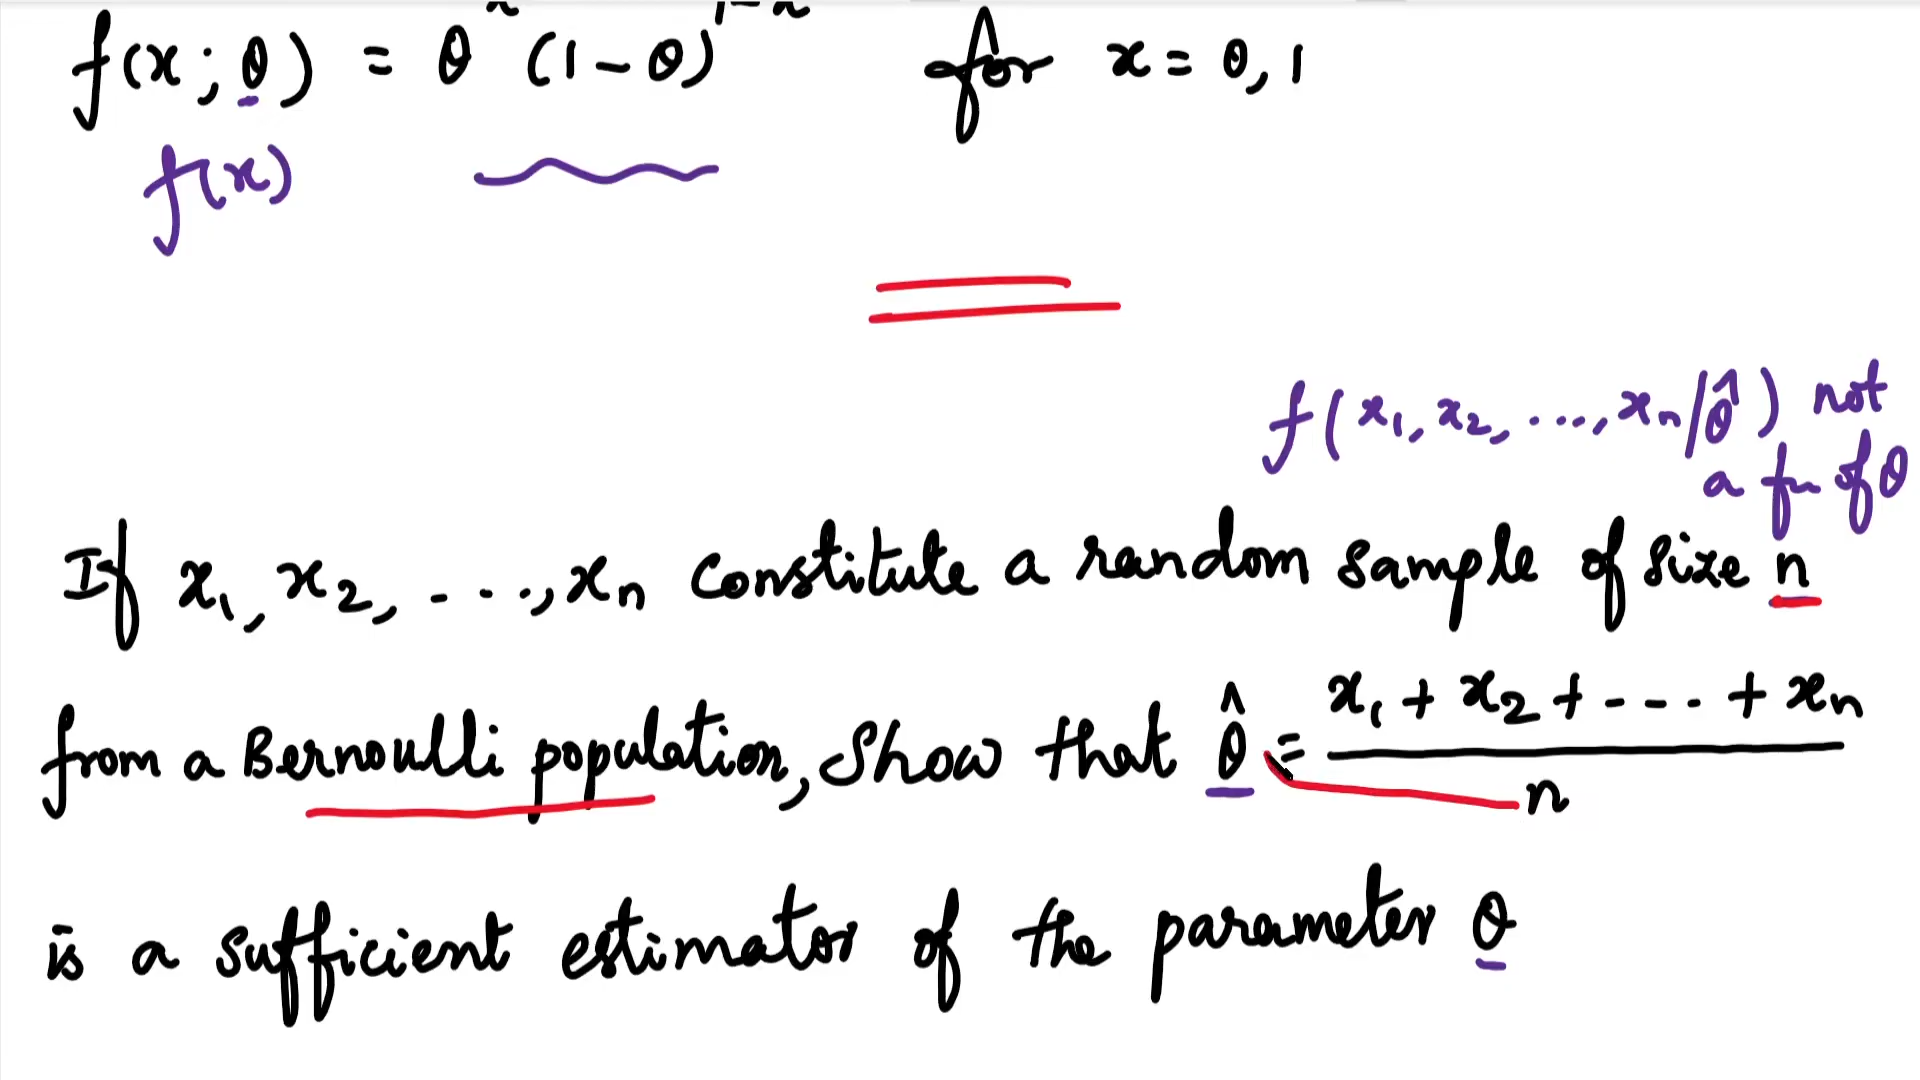 f(x; θ) = θ^x (1-θ)^{1-x} for x = 0, 1
f(x)
f(x₁, x₂, ...., xₙ/θ̂) not
a fn of θ
If x₁, x₂, ...., xₙ constitute a random sample of size n
from a Bernoulli population, Show that θ̂ = (x₁ + x₂ + ---. + xₙ)/n
is a sufficient estimator of the parameter θ